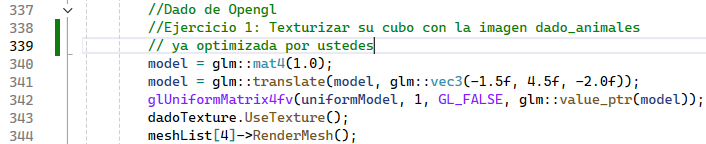 337 //Dado de Opengl
338 //Ejercicio 1: Texturizar su cubo con la imagen dado_animales
339 // ya optimizada por ustedes
340 model = glm::mat4(1.0);
341 model = glm::translate(model, glm::vec3(-1.5f, 4.5f, -2.0f));
342 glUniformMatrix4fv(uniformModel, 1, GL_FALSE, glm::value_ptr(model));
343 dadoTexture.UseTexture();
344 meshList[4]->RenderMesh();